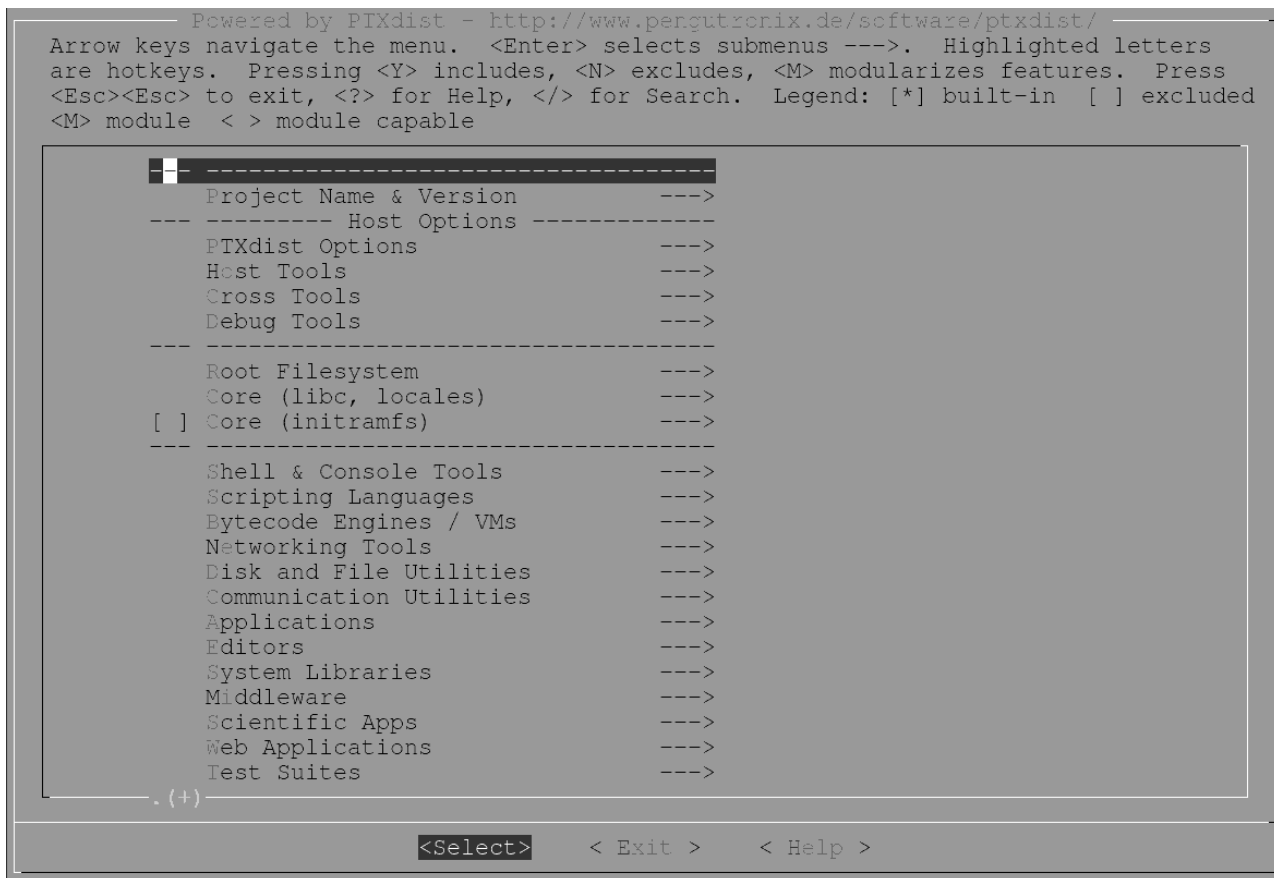 Powered by PTXdist - http://www.pengutronix.de/software/ptxdist/
Arrow keys navigate the menu.  <Enter> selects submenus --->.  Highlighted letters
are hotkeys.  Pressing <Y> includes, <N> excludes, <M> modularizes features.  Press
<Esc><Esc> to exit, <?> for Help, </> for Search.  Legend: [*] built-in  [ ] excluded
<M> module  < > module capable
--- ------------------------------------
Project Name & Version          --->
--- --------- Host Options -------------
PTXdist Options                 --->
Host Tools                      --->
Cross Tools                     --->
Debug Tools                     --->
--- ------------------------------------
Root Filesystem                 --->
Core (libc, locales)            --->
[ ] Core (initramfs)                --->
--- ------------------------------------
Shell & Console Tools           --->
Scripting Languages             --->
Bytecode Engines / VMs          --->
Networking Tools                --->
Disk and File Utilities         --->
Communication Utilities         --->
Applications                    --->
Editors                         --->
System Libraries                --->
Middleware                      --->
Scientific Apps                 --->
Web Applications                --->
Test Suites                     --->
.(+)
<Select>    < Exit >    < Help >